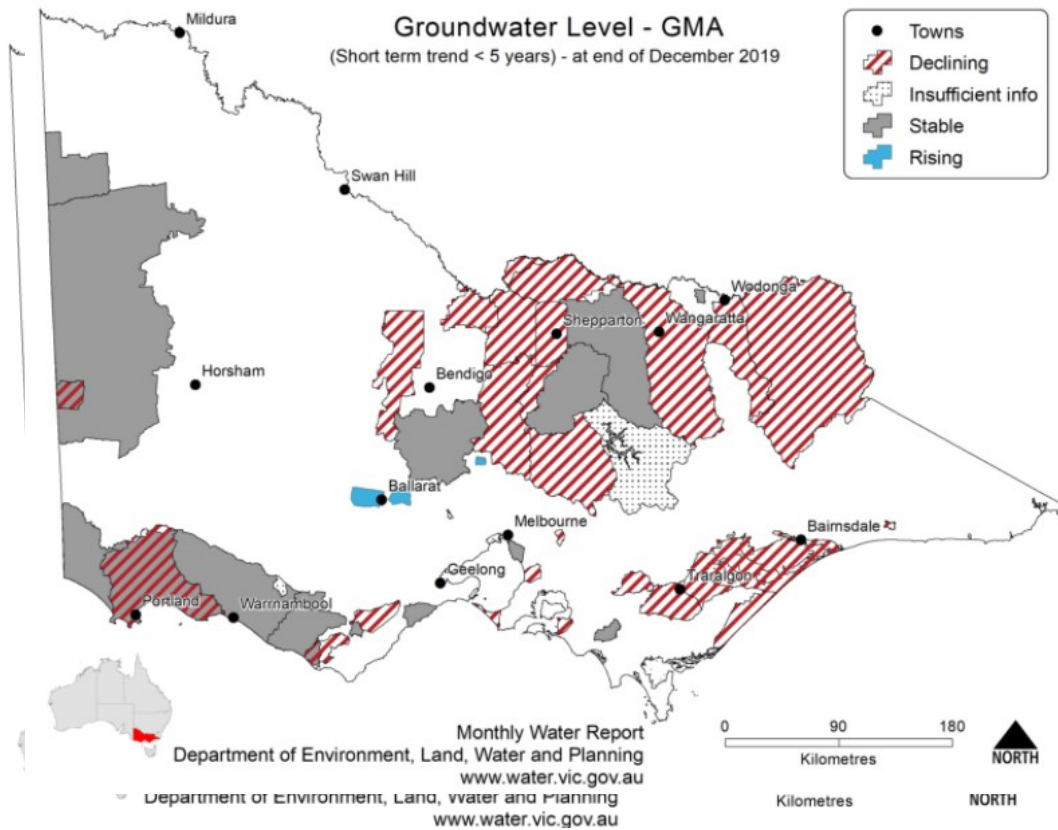 Groundwater Level - GMA
(Short term trend < 5 years) - at end of December 2019
Towns
Declining
Insufficient info
Stable
Rising
Mildura
Swan Hill
Wodonga
Shepparton
Wangaratta
Horsham
Bendigo
Ballarat
Melbourne
Bairnsdale
Geelong
Traralgon
Portland
Warrnambool
Monthly Water Report
Department of Environment, Land, Water and Planning
www.water.vic.gov.au
0 90 180
Kilometres
NORTH
Department of Environment, Land, Water and Planning
www.water.vic.gov.au
Kilometres
NORTH